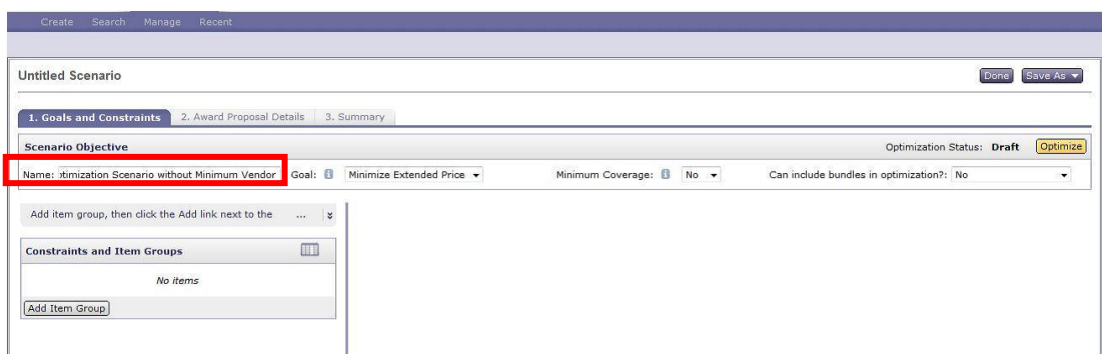 Create Search Manage Recent
Untitled Scenario Done Save As
1. Goals and Constraints 2. Award Proposal Details 3. Summary
Scenario Objective Optimization Status: Draft Optimize
Name: otimization Scenario without Minimum Vendor Goal: Minimize Extended Price Minimum Coverage: No Can include bundles in optimization?: No
Add item group, then click the Add link next to the ...
Constraints and Item Groups
No items
Add Item Group